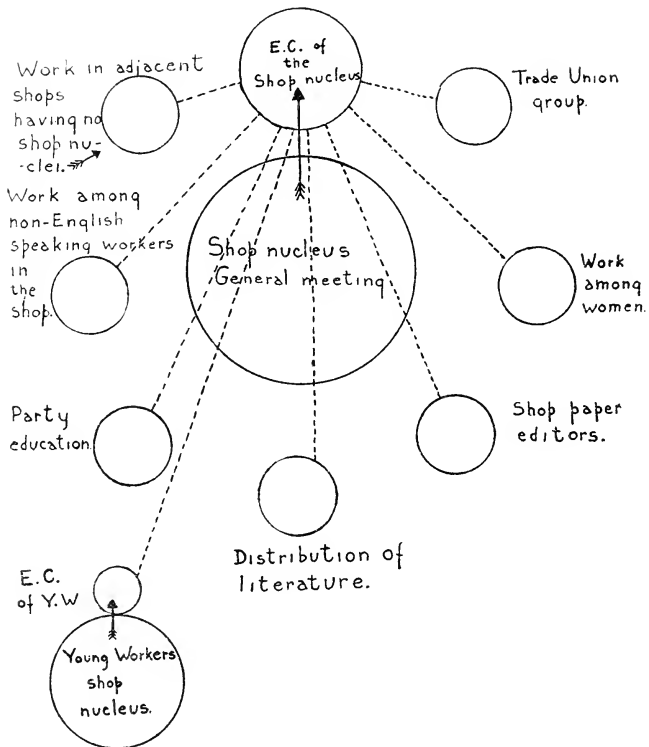 E.C. of
the
Shop nucleus
Work in adjacent
shops
having no
shop nu-
-clei.
Trade Union
group.
Work among
non-English
speaking workers
in
the
shop.
Shop nucleus
General meeting
Work
among
women.
Party
education.
Shop paper
editors.
Distribution of
literature.
E.C.
of Y.W
Young Workers
shop
nucleus.